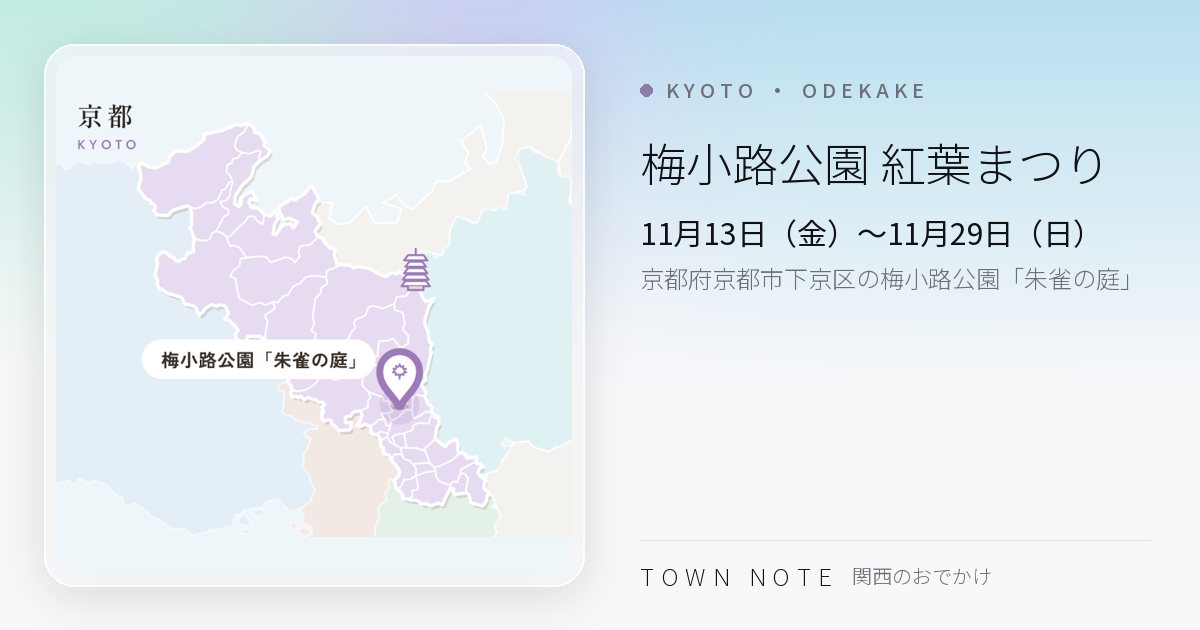 京都
KYOTO
梅小路公園「朱雀の庭」
KYOTO • ODEKAKE
梅小路公園 紅葉まつり
11月13日（金）〜11月29日（日）
京都府京都市下京区の梅小路公園「朱雀の庭」
TOWN NOTE 関西のおでかけ